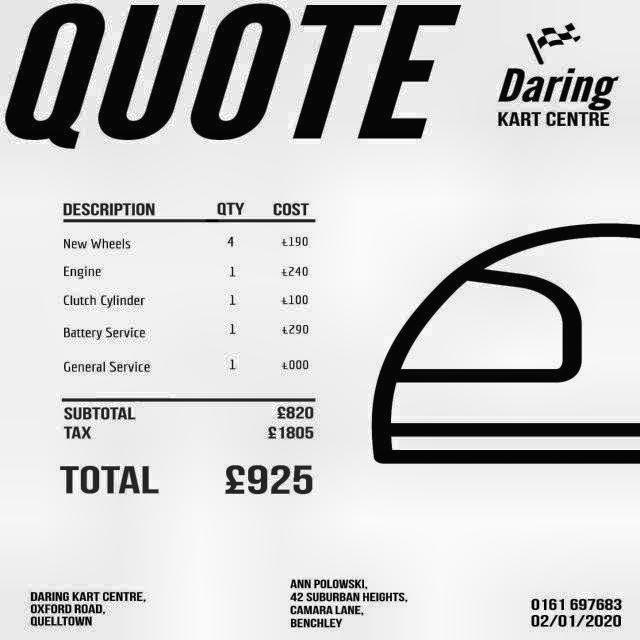 QUOTE
Daring
KART CENTRE
DESCRIPTION QTY COST
New Wheels 4 £190
Engine 1 £240
Clutch Cylinder 1 £100
Battery Service 1 £290
General Service 1 £000
SUBTOTAL £820
TAX £1805
TOTAL £925
DARING KART CENTRE,
OXFORD ROAD,
QUELLTOWN
ANN POLOWSKI,
42 SUBURBAN HEIGHTS,
CAMARA LANE,
BENCHLEY
0161 697683
02/01/2020